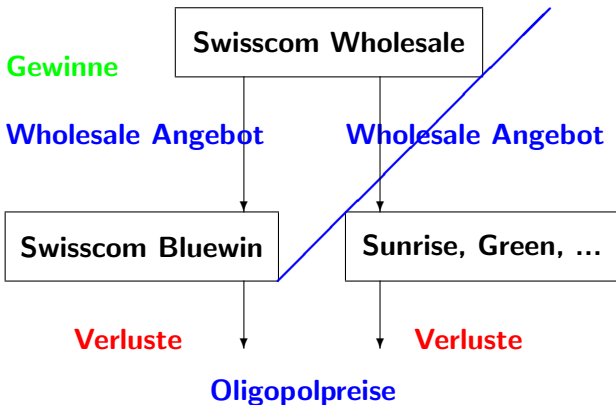 Swisscom Wholesale
Gewinne
Wholesale Angebot Wholesale Angebot
Swisscom Bluewin Sunrise, Green, ...
Verluste Verluste
Oligopolpreise